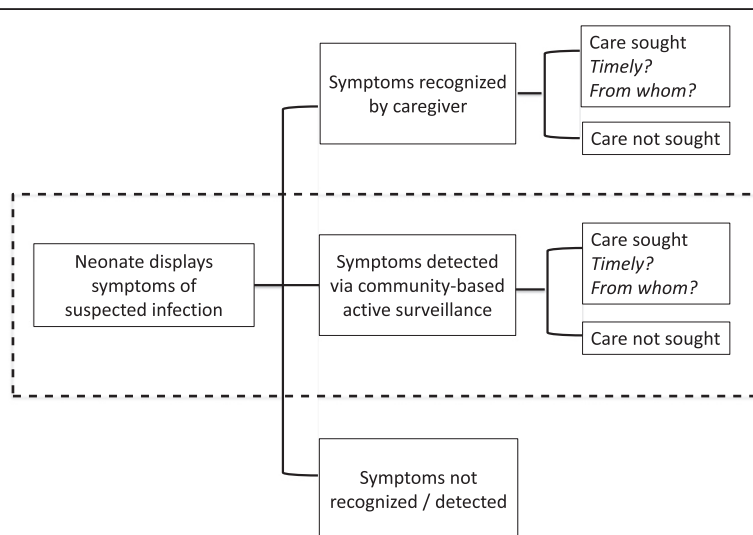 Symptoms recognized
by caregiver
Care sought
Timely?
From whom?
Care not sought
Neonate displays
symptoms of
suspected infection
Symptoms detected
via community-based
active surveillance
Care sought
Timely?
From whom?
Care not sought
Symptoms not
recognized / detected